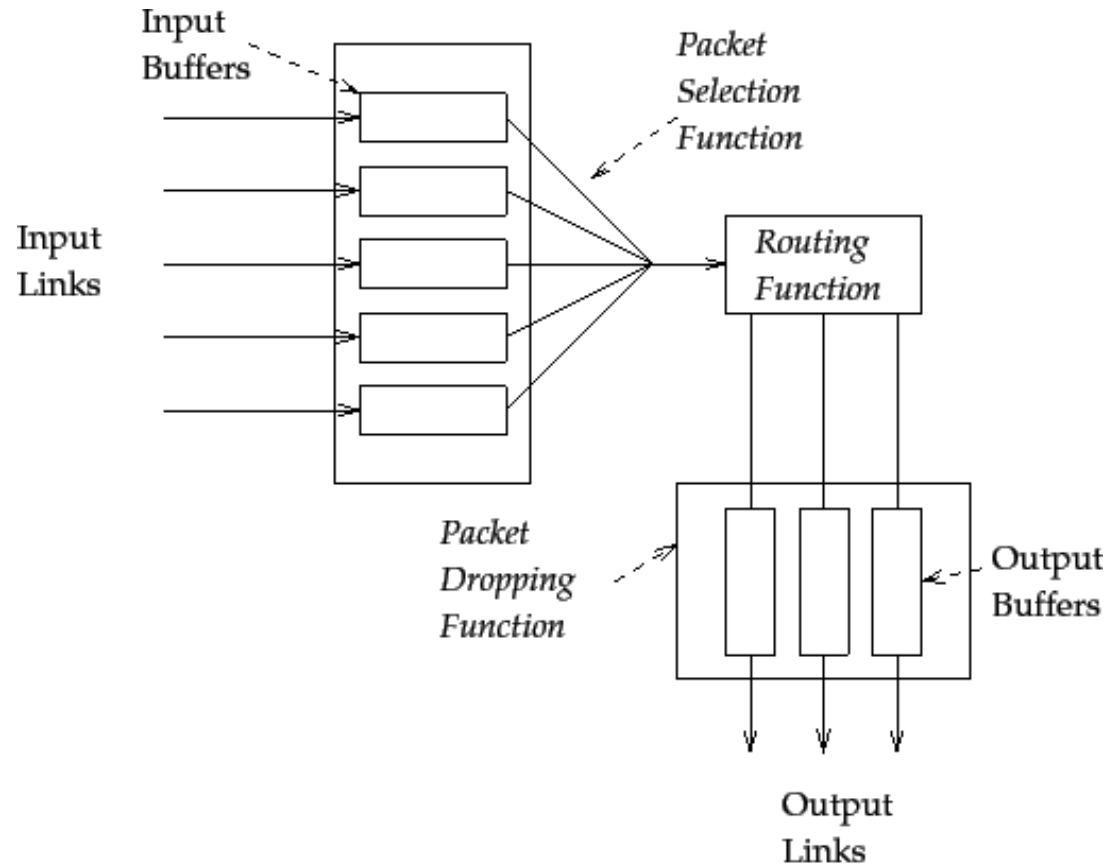 Input
Buffers
Packet
Selection
Function
Input
Links
Routing
Function
Packet
Dropping
Function
Output
Buffers
Output
Links